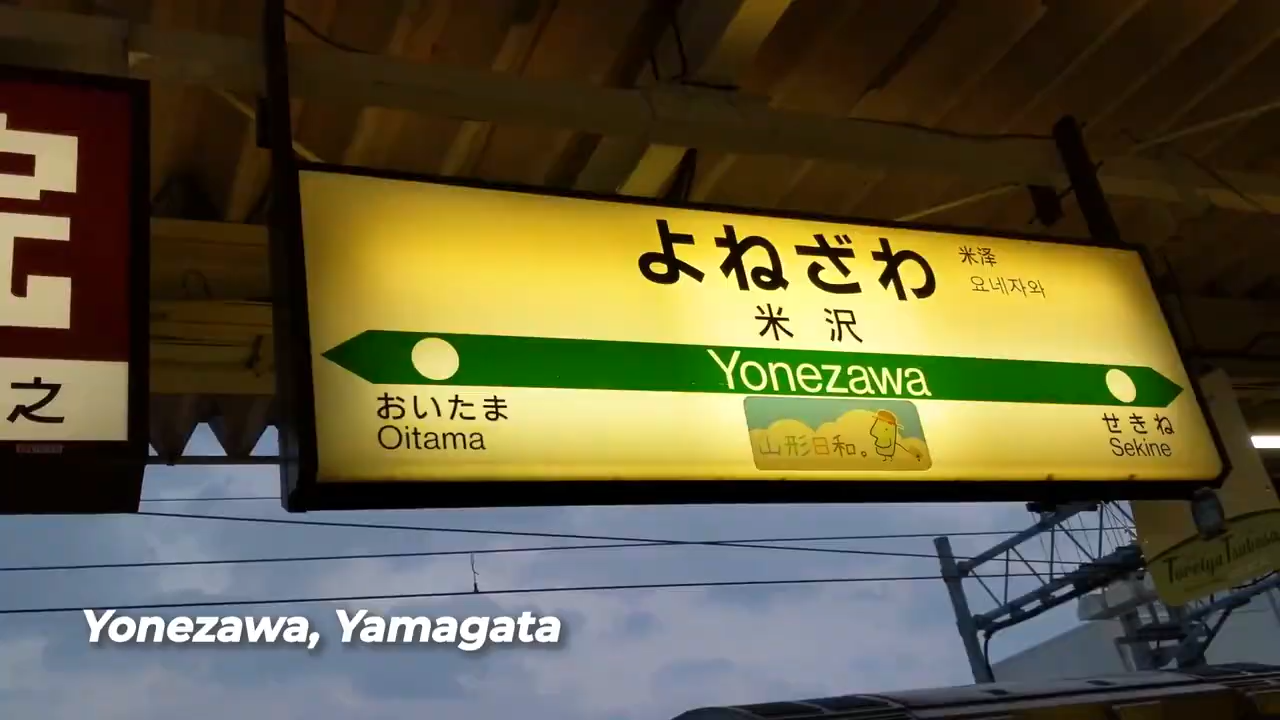 之
よねざわ
米泽
요네자와
米沢
Yonezawa
おいたま
Oitama
せきね
Sekine
山形日和。
Yonezawa, Yamagata